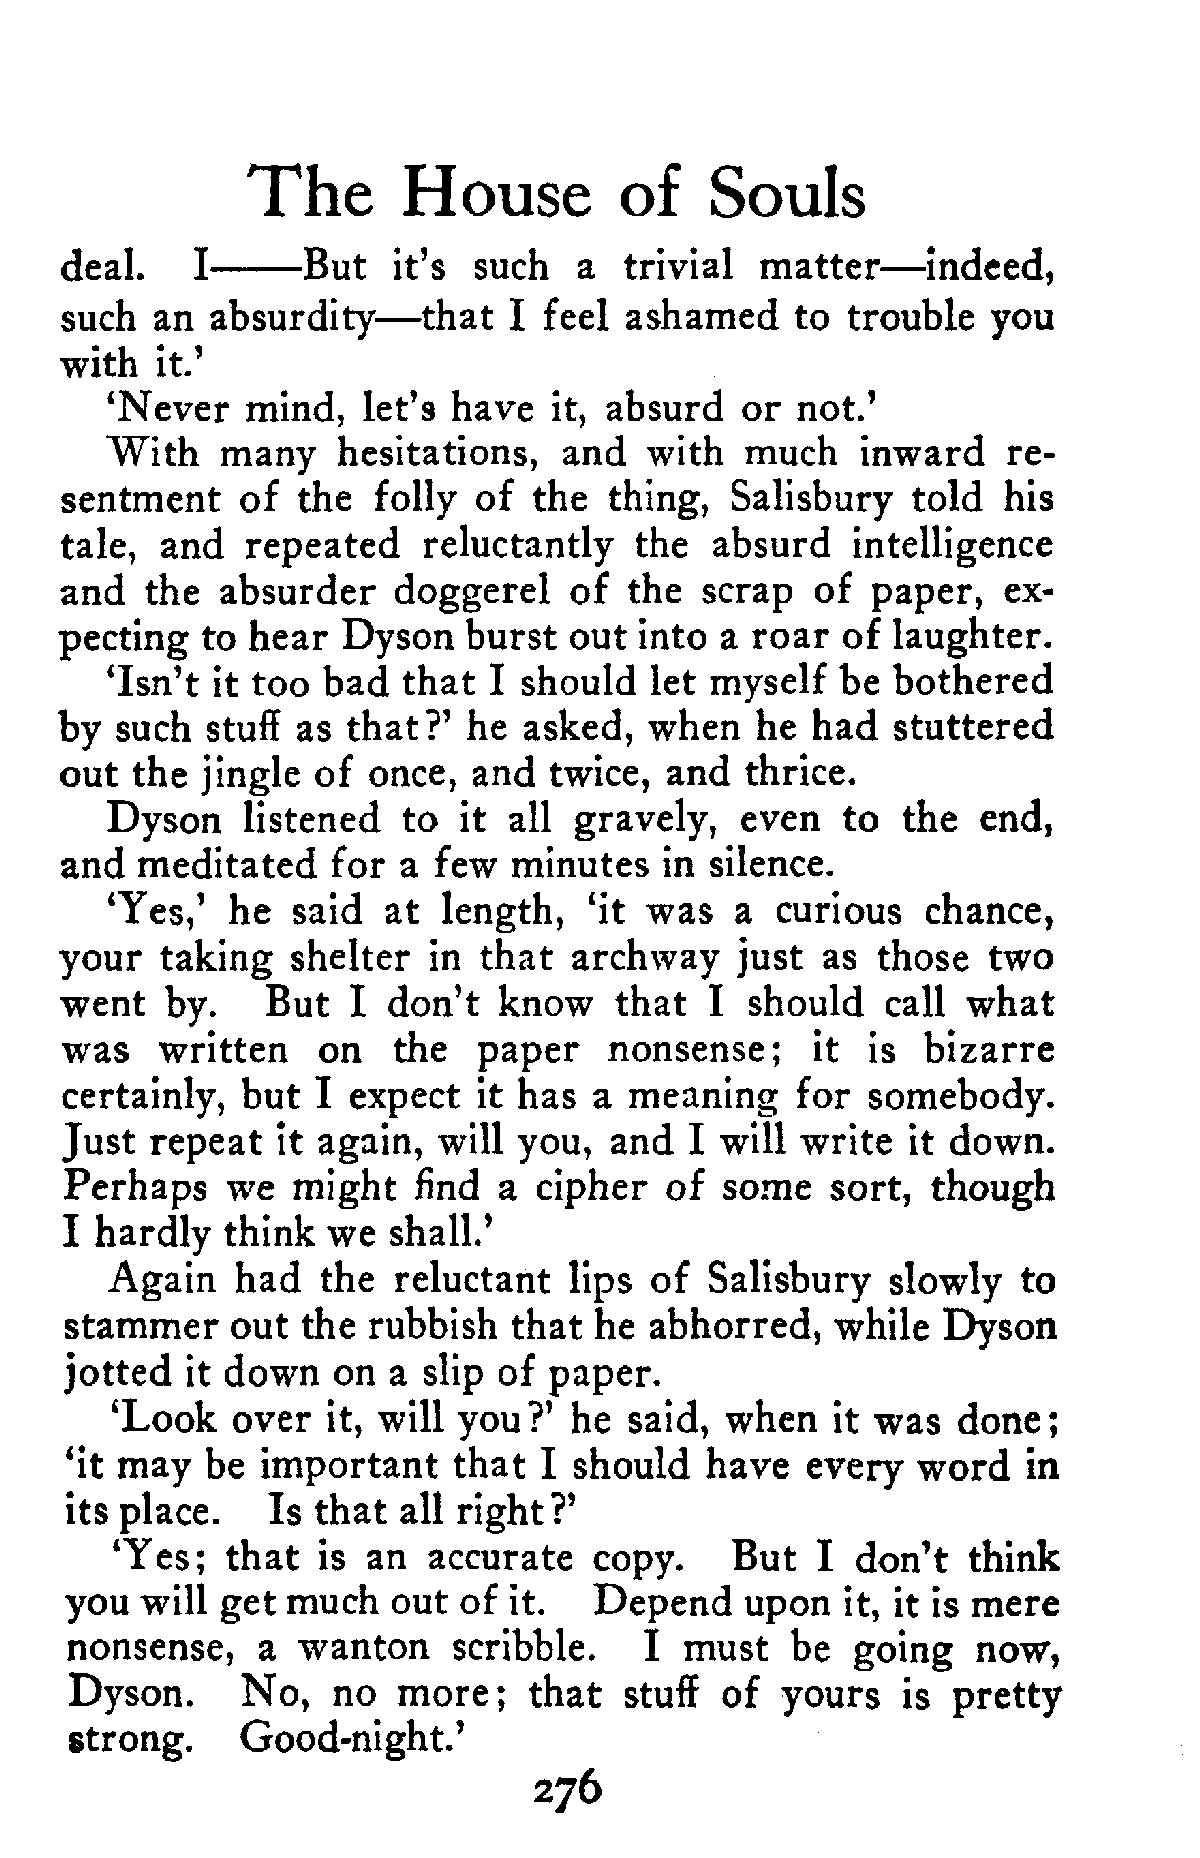 The House of Souls
deal. I——But it's such a trivial matter—indeed,
such an absurdity—that I feel ashamed to trouble you
with it.'
'Never mind, let's have it, absurd or not.'
With many hesitations, and with much inward re-
sentment of the folly of the thing, Salisbury told his
tale, and repeated reluctantly the absurd intelligence
and the absurder doggerel of the scrap of paper, ex-
pecting to hear Dyson burst out into a roar of laughter.
'Isn't it too bad that I should let myself be bothered
by such stuff as that?' he asked, when he had stuttered
out the jingle of once, and twice, and thrice.
Dyson listened to it all gravely, even to the end,
and meditated for a few minutes in silence.
'Yes,' he said at length, 'it was a curious chance,
your taking shelter in that archway just as those two
went by. But I don't know that I should call what
was written on the paper nonsense; it is bizarre
certainly, but I expect it has a meaning for somebody.
Just repeat it again, will you, and I will write it down.
Perhaps we might find a cipher of some sort, though
I hardly think we shall.'
Again had the reluctant lips of Salisbury slowly to
stammer out the rubbish that he abhorred, while Dyson
jotted it down on a slip of paper.
'Look over it, will you?' he said, when it was done;
'it may be important that I should have every word in
its place. Is that all right?'
'Yes; that is an accurate copy. But I don't think
you will get much out of it. Depend upon it, it is mere
nonsense, a wanton scribble. I must be going now,
Dyson. No, no more; that stuff of yours is pretty
strong. Good-night.'
276